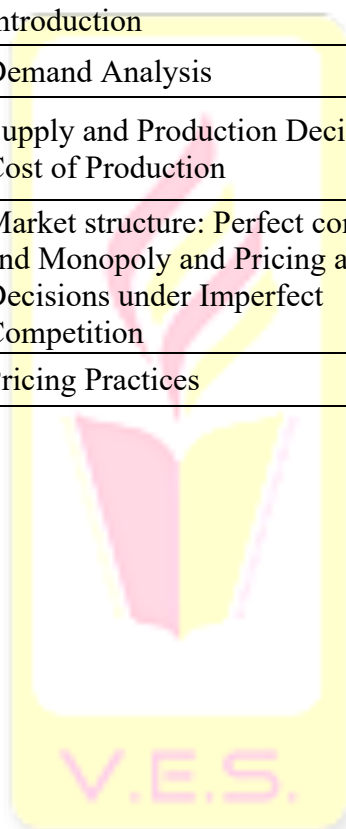 ntroduction
Demand Analysis
upply and Production Deci
Cost of Production
Market structure: Perfect co
nd Monopoly and Pricing a
Decisions under Imperfect
Competition
Pricing Practices
V.E.S.